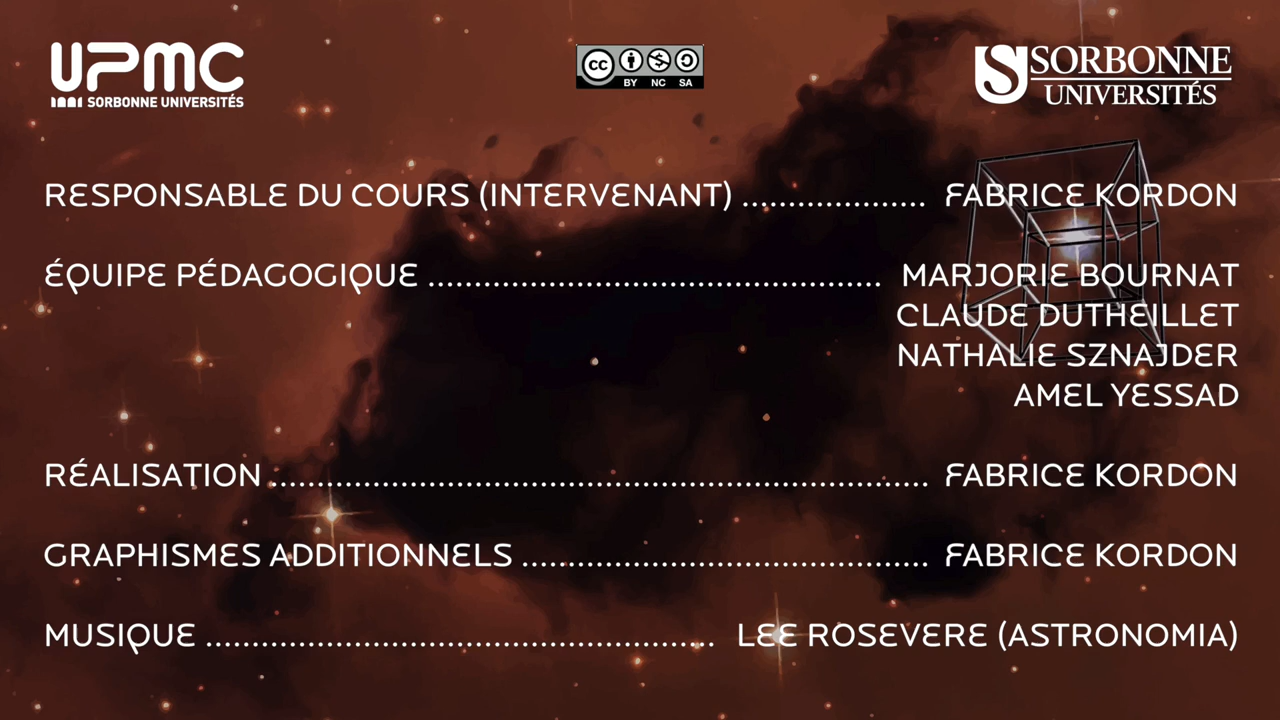 UPMC
SORBONNE UNIVERSITÉS
cc
BY NC SA
S SORBONNE
UNIVERSITÉS
RESPONSABLE DU COURS (INTERVENANT) .................... FABRICE KORDON
ÉQUIPE PÉDAGOGIQUE ................................................. MARJORIE BOURNAT
CLAUDE DUTHEILLET
NATHALIE SZNAJDER
AMEL YESSAD
RÉALISATION ....................................................................... FABRICE KORDON
GRAPHISMES ADDITIONNELS ............................................ FABRICE KORDON
MUSIQUE ....................................................... LEE ROSEVERE (ASTRONOMIA)